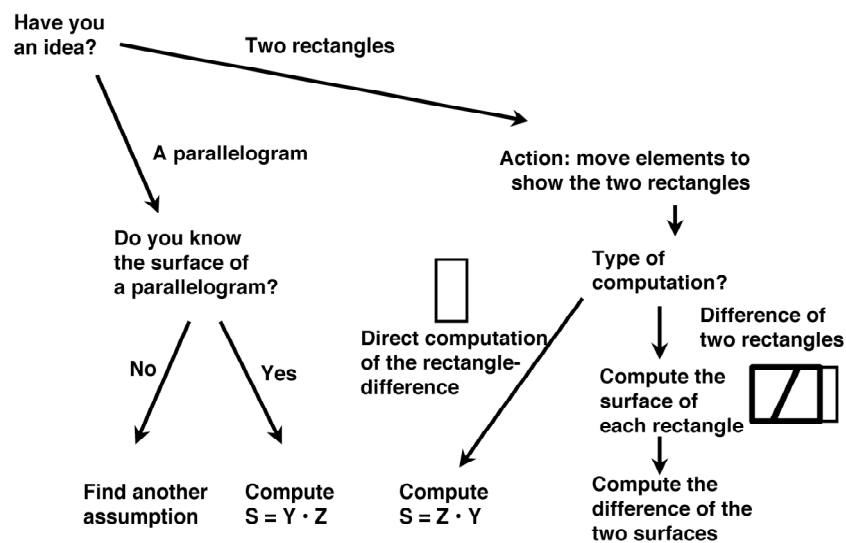 Have you
an idea?
Two rectangles
A parallelogram
Action: move elements to
show the two rectangles
Do you know
the surface of
a parallelogram?
Type of
computation?
Direct computation
of the rectangle-
difference
Difference of
two rectangles
No
Yes
Compute the
surface of
each rectangle
Find another
assumption
Compute
S = Y · Z
Compute
S = Z · Y
Compute the
difference of the
two surfaces